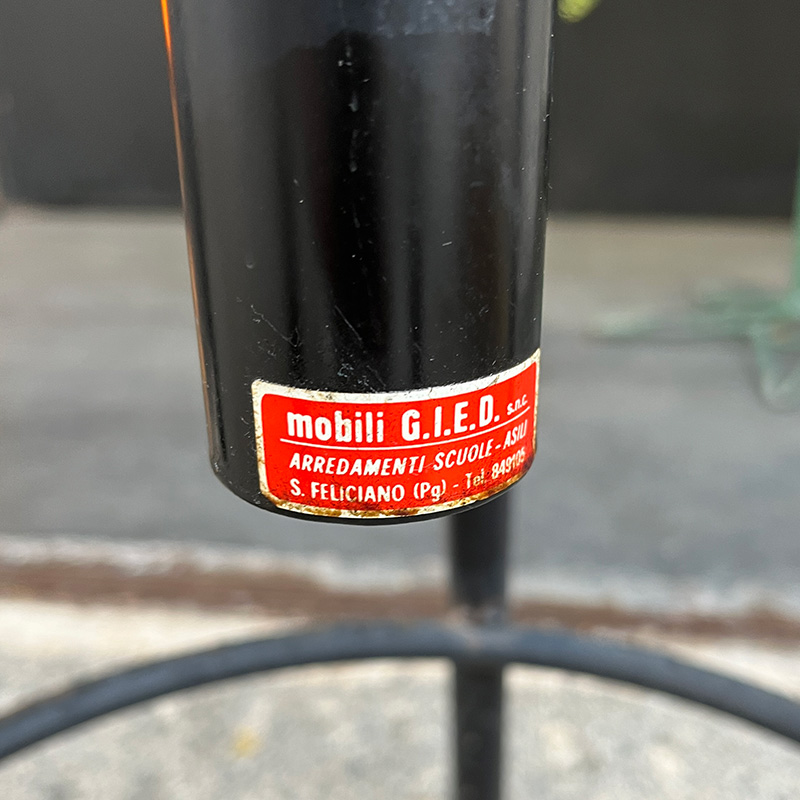 mobili G.I.E.D. s.n.c.
ARREDAMENTI SCUOLE - ASILI
S. FELICIANO (Pg) - Tel. 849105